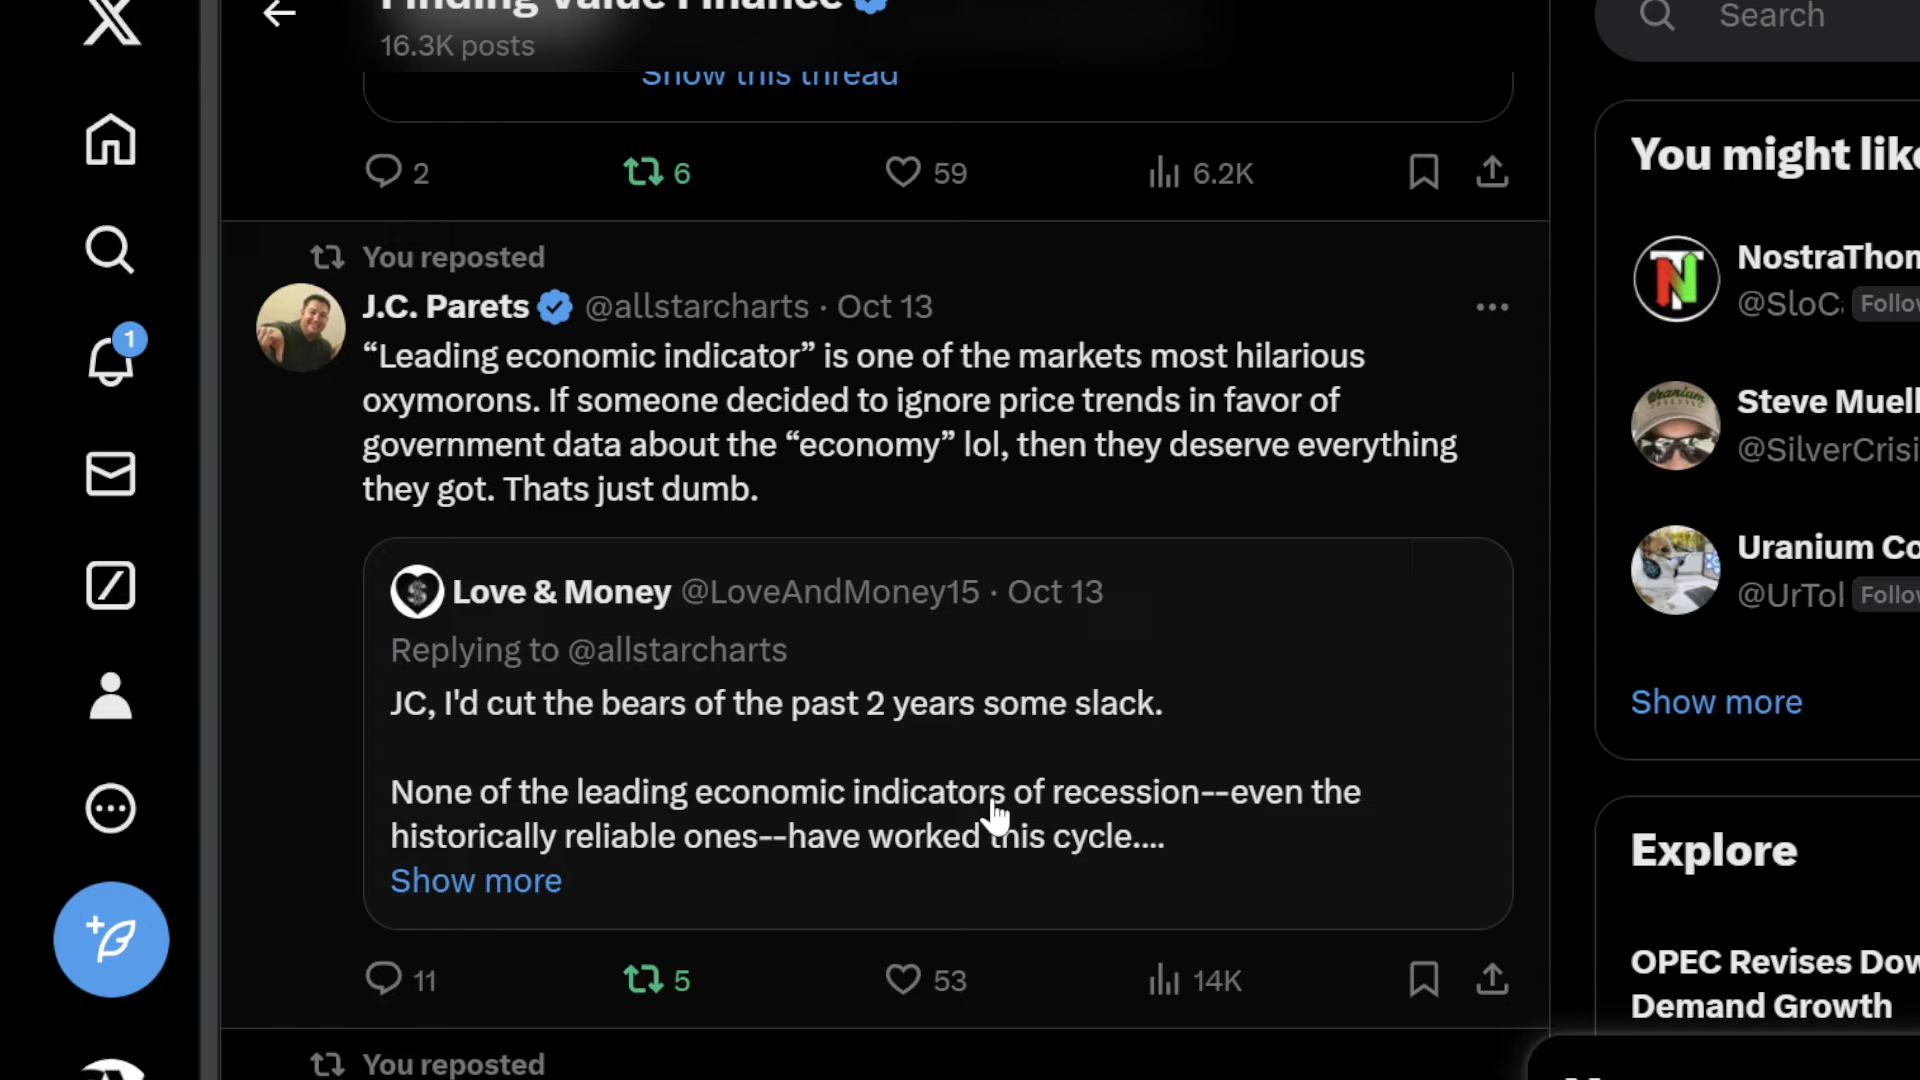 Finding Value Finance
16.3K posts
Search
Show this thread
2
6
59
6.2K
You might like
You reposted
J.C. Parets @allstarcharts · Oct 13
“Leading economic indicator” is one of the markets most hilarious
oxymorons. If someone decided to ignore price trends in favor of
government data about the “economy” lol, then they deserve everything
they got. Thats just dumb.
Love & Money @LoveAndMoney15 · Oct 13
Replying to @allstarcharts
JC, I'd cut the bears of the past 2 years some slack.
None of the leading economic indicators of recession--even the
historically reliable ones--have worked this cycle....
Show more
11
5
53
14K
You reposted
1
NostraThom
@SloC
Follow
Steve Muell
@SilverCrisi
Uranium Co
@UrTol
Follow
Show more
Explore
OPEC Revises Dow
Demand Growth